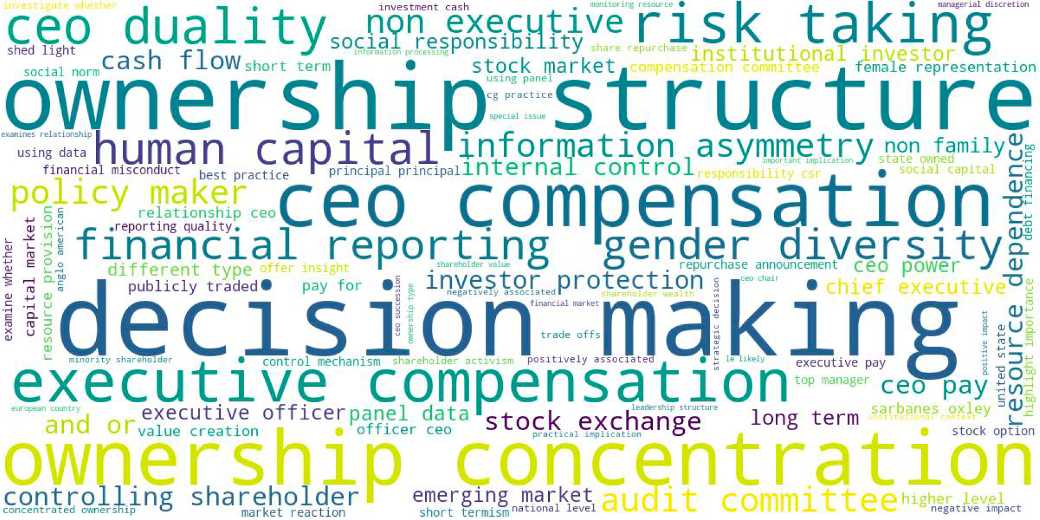 investigate whether
investment cash
monitoring resource
managerial discretion
ceo duality
non executive
risk taking
social responsibility
share repurchase
institutional investor
shed light
information processing
cash flow
stock market
compensation committee
female representation
social norm
short term
using panel
ownership structure
cg practice
special issue
examines relationship
human capital
information asymmetry
non family
using data
financial misconduct
best practice
principal principal
internal control
important implication
responsibility csr
state owned
social capital
policy maker
ceo compensation
resource dependence
debt financing
relationship ceo
reporting quality
resource provision
anglo american
capital market
examine whether
financial reporting
gender diversity
different type
offer insight
shareholder value
repurchase announcement
ceo power
publicly traded
pay for
investor protection
ceo chair
chief executive
negatively associated
shareholder wealth
financial market
ceo succession
ownership type
decision making
trade offs
strategic decision
positive impact
united state
highlight importance
minority shareholder
control mechanism
shareholder activism
positively associated
le likely
executive pay
executive compensation
top manager
ceo pay
european country
executive officer
panel data
leadership structure
sarbanes oxley
and or
value creation
officer ceo
stock exchange
long term
institutional context
practical implication
stock option
ownership concentration
controlling shareholder
emerging market
audit committee
higher level
concentrated ownership
market reaction
short termism
national level
negative impact